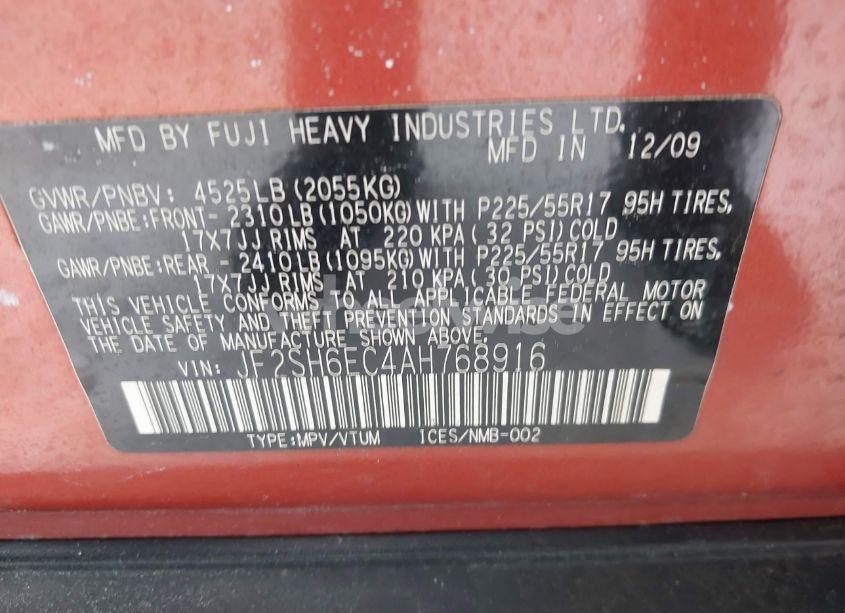 MFD BY FUJI HEAVY INDUSTRIES LTD.
MFD IN 12/09
GVWR/PNBV: 4525LB (2055KG)
GAWR/PNBE:FRONT- 2310LB (1050KG) WITH P225/55R17 95H TIRES,
17X7JJ RIMS AT 220 KPA (32 PSI) COLD
GAWR/PNBE:REAR - 2410LB (1095KG) WITH P225/55R17 95H TIRES,
17X7JJ RIMS AT 210 KPA (30 PSI) COLD
THIS VEHICLE CONFORMS TO ALL APPLICABLE FEDERAL MOTOR
VEHICLE SAFETY AND THEFT PREVENTION STANDARDS IN EFFECT ON
THE DATE OF MANUFACTURE SHOWN ABOVE.
VIN: JF2SH6EC4AH768916
TYPE:MPV/VTUM ICES/NMB-002